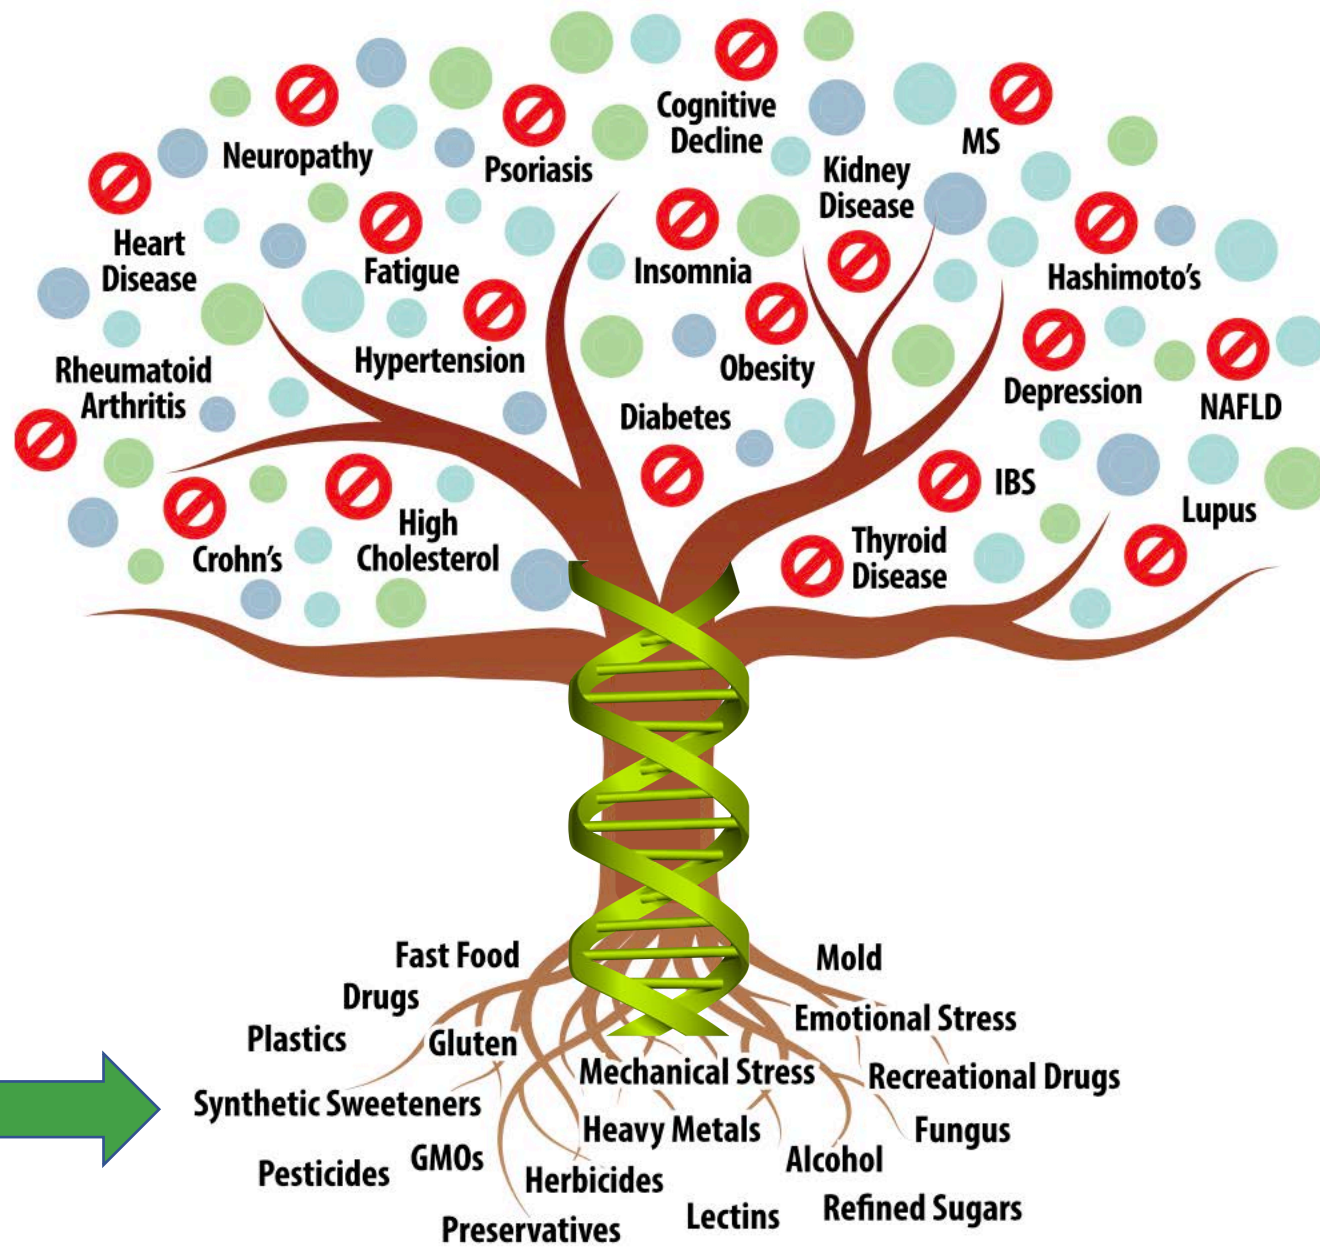 Cognitive
Decline
MS
Neuropathy
Psoriasis
Kidney
Disease
Heart
Disease
Fatigue
Insomnia
Hashimoto's
Hypertension
Obesity
Rheumatoid
Arthritis
Depression
NAFLD
Diabetes
IBS
Lupus
High
Cholesterol
Crohn's
Thyroid
Disease
Fast Food
Mold
Drugs
Emotional Stress
Plastics
Gluten
Mechanical Stress
Recreational Drugs
Synthetic Sweeteners
Heavy Metals
Fungus
GMOs
Alcohol
Pesticides
Herbicides
Refined Sugars
Lectins
Preservatives